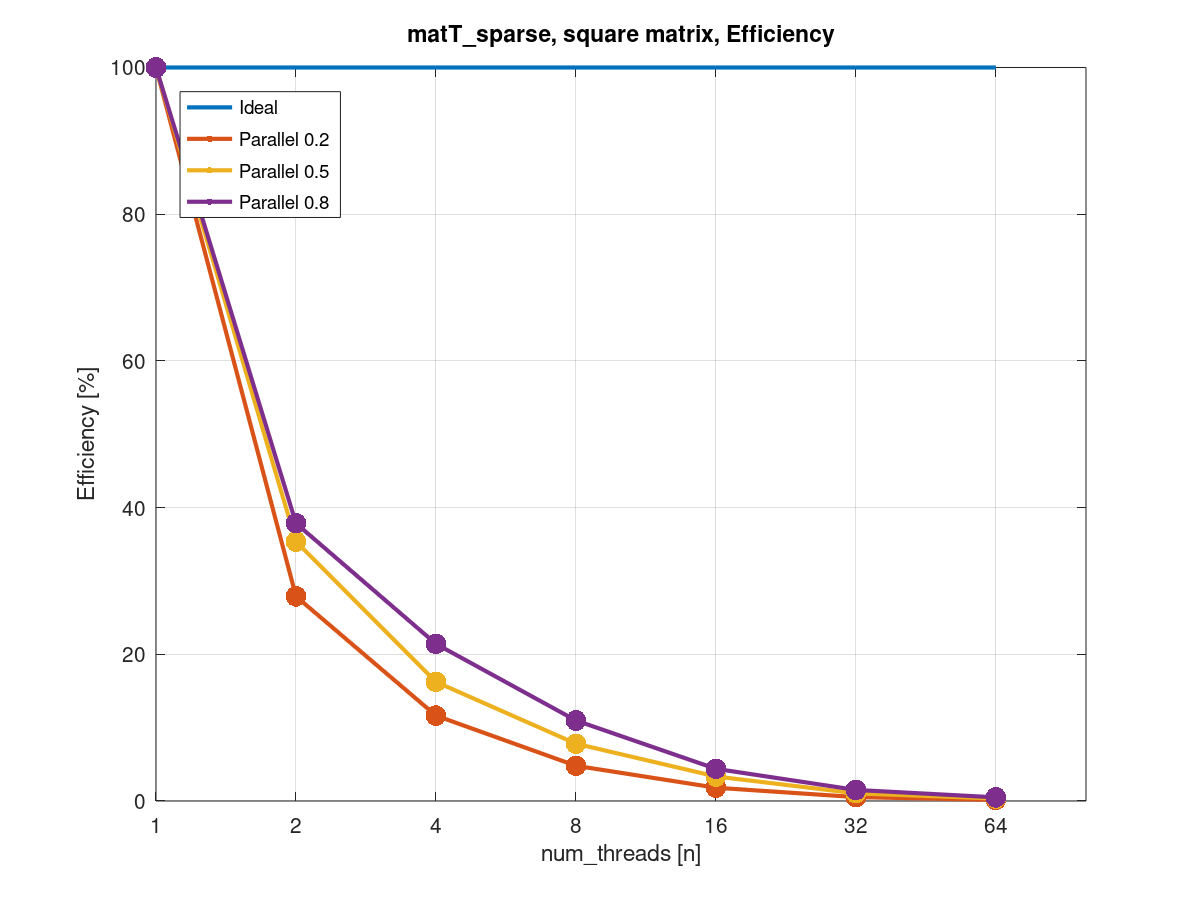 matT_sparse, square matrix, Efficiency
100
80
60
40
20
0
Efficiency [%]
Ideal
Parallel 0.2
Parallel 0.5
Parallel 0.8
1 2 4 8 16 32 64
num_threads [n]